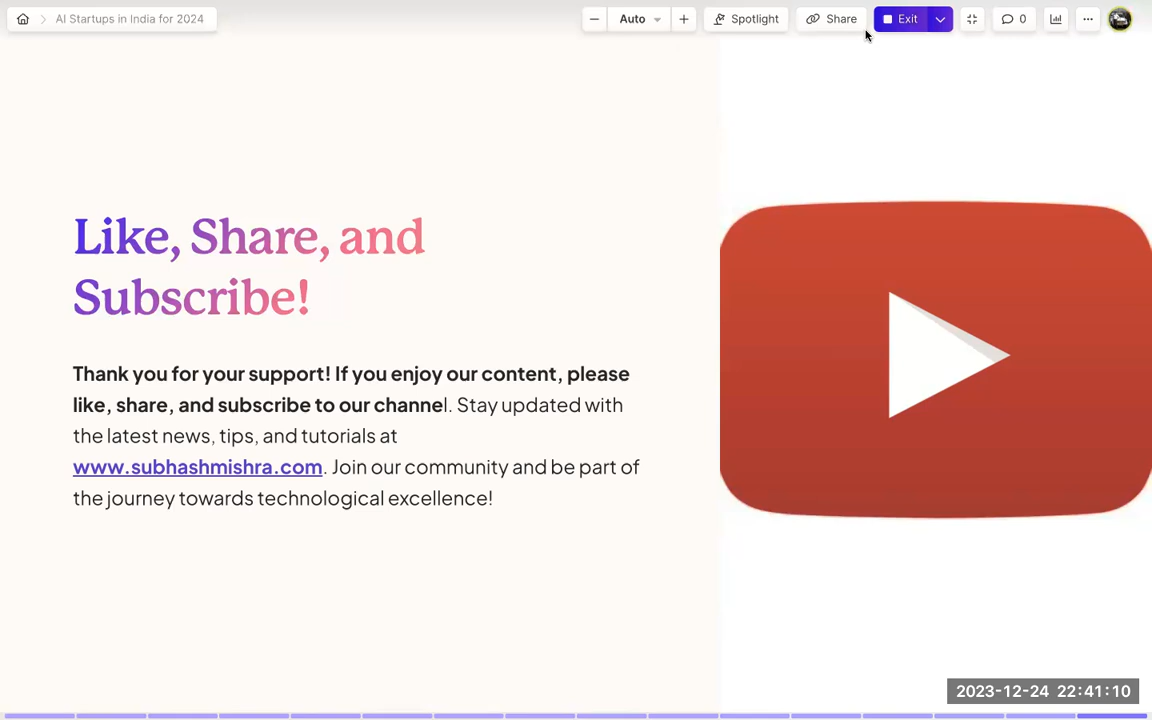 AI Startups in India for 2024
Auto
Spotlight
Share
Exit
0
Like, Share, and
Subscribe!
Thank you for your support! If you enjoy our content, please
like, share, and subscribe to our channel. Stay updated with
the latest news, tips, and tutorials at
www.subhashmishra.com. Join our community and be part of
the journey towards technological excellence!
2023-12-24 22:41:10